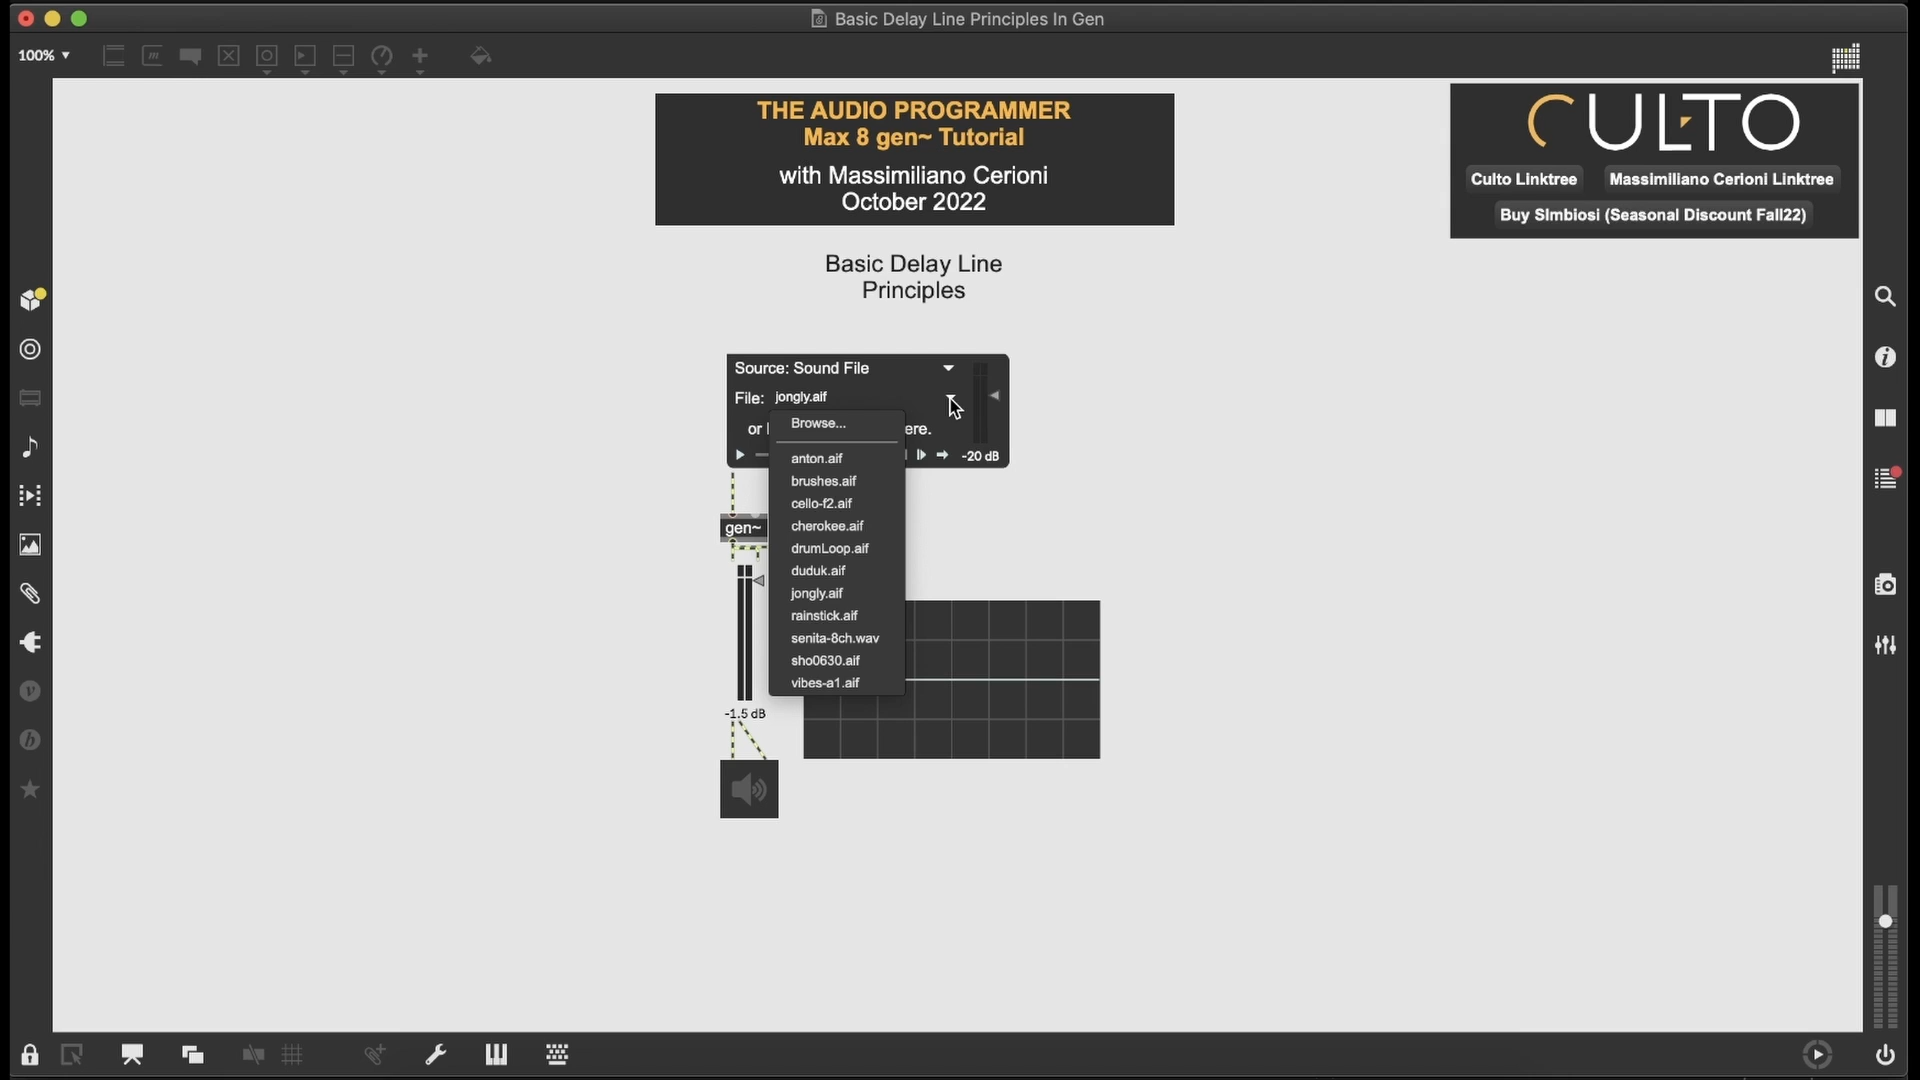 Basic Delay Line Principles In Gen
100%
THE AUDIO PROGRAMMER
Max 8 gen~ Tutorial
with Massimiliano Cerioni
October 2022
CULTO
Culto Linktree
Massimiliano Cerioni Linktree
Buy SImbiosi (Seasonal Discount Fall22)
Basic Delay Line
Principles
Source: Sound File
File: jongly.aif
or
ere.
-20 dB
Browse...
anton.aif
brushes.aif
cello-f2.aif
cherokee.aif
drumLoop.aif
duduk.aif
jongly.aif
rainstick.aif
senita-8ch.wav
sho0630.aif
vibes-a1.aif
gen~
-1.5 dB